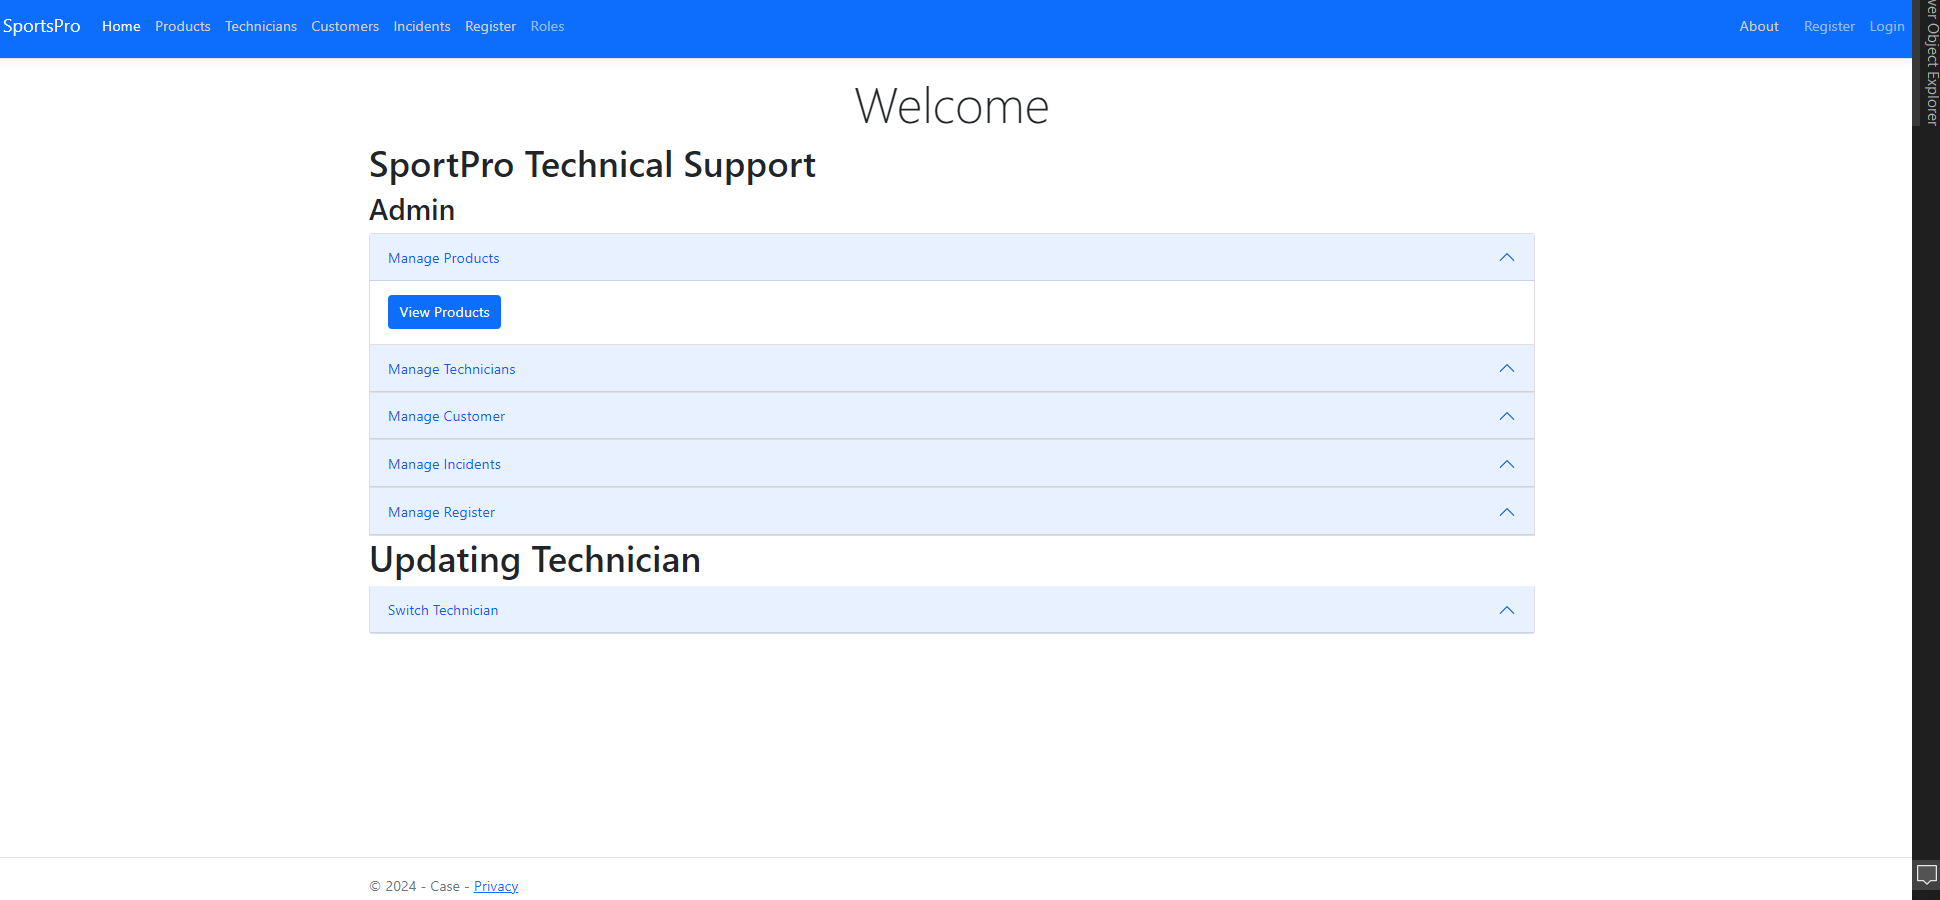 SportsPro Home Products Technicians Customers Incidents Register Roles About Register Login
ver Object Explorer
Welcome
SportPro Technical Support
Admin
Manage Products
View Products
Manage Technicians
Manage Customer
Manage Incidents
Manage Register
Updating Technician
Switch Technician
© 2024 - Case - Privacy